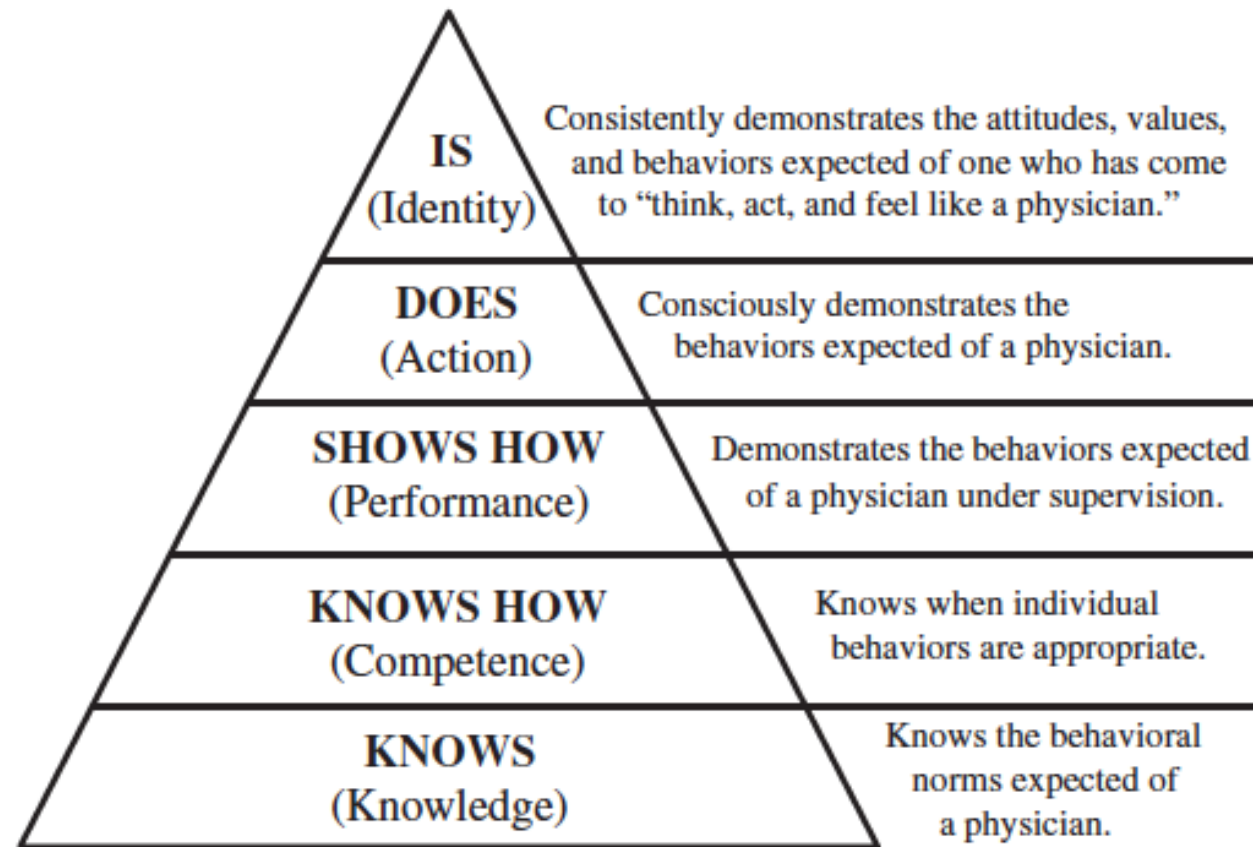 IS
(Identity)
Consistently demonstrates the attitudes, values,
and behaviors expected of one who has come
to “think, act, and feel like a physician.”
DOES
(Action)
Consciously demonstrates the
behaviors expected of a physician.
SHOWS HOW
(Performance)
Demonstrates the behaviors expected
of a physician under supervision.
KNOWS HOW
(Competence)
Knows when individual
behaviors are appropriate.
KNOWS
(Knowledge)
Knows the behavioral
norms expected of
a physician.